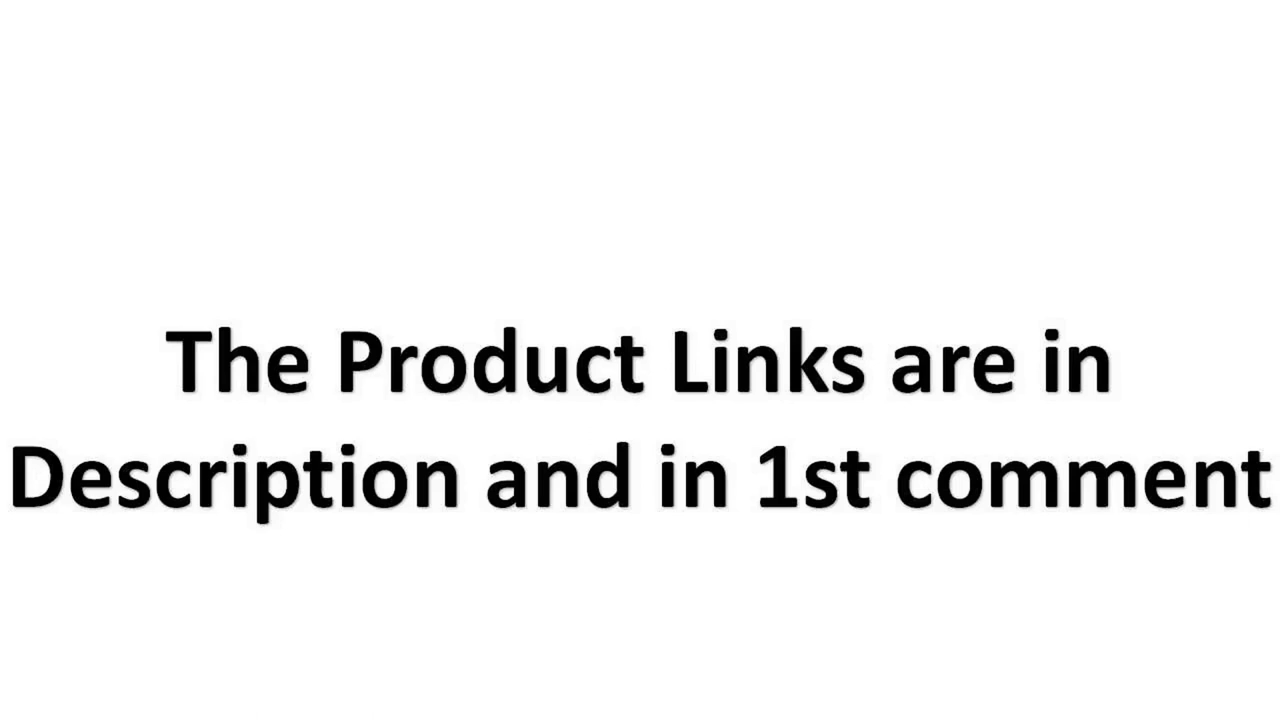 The Product Links are in
Description and in 1st comment